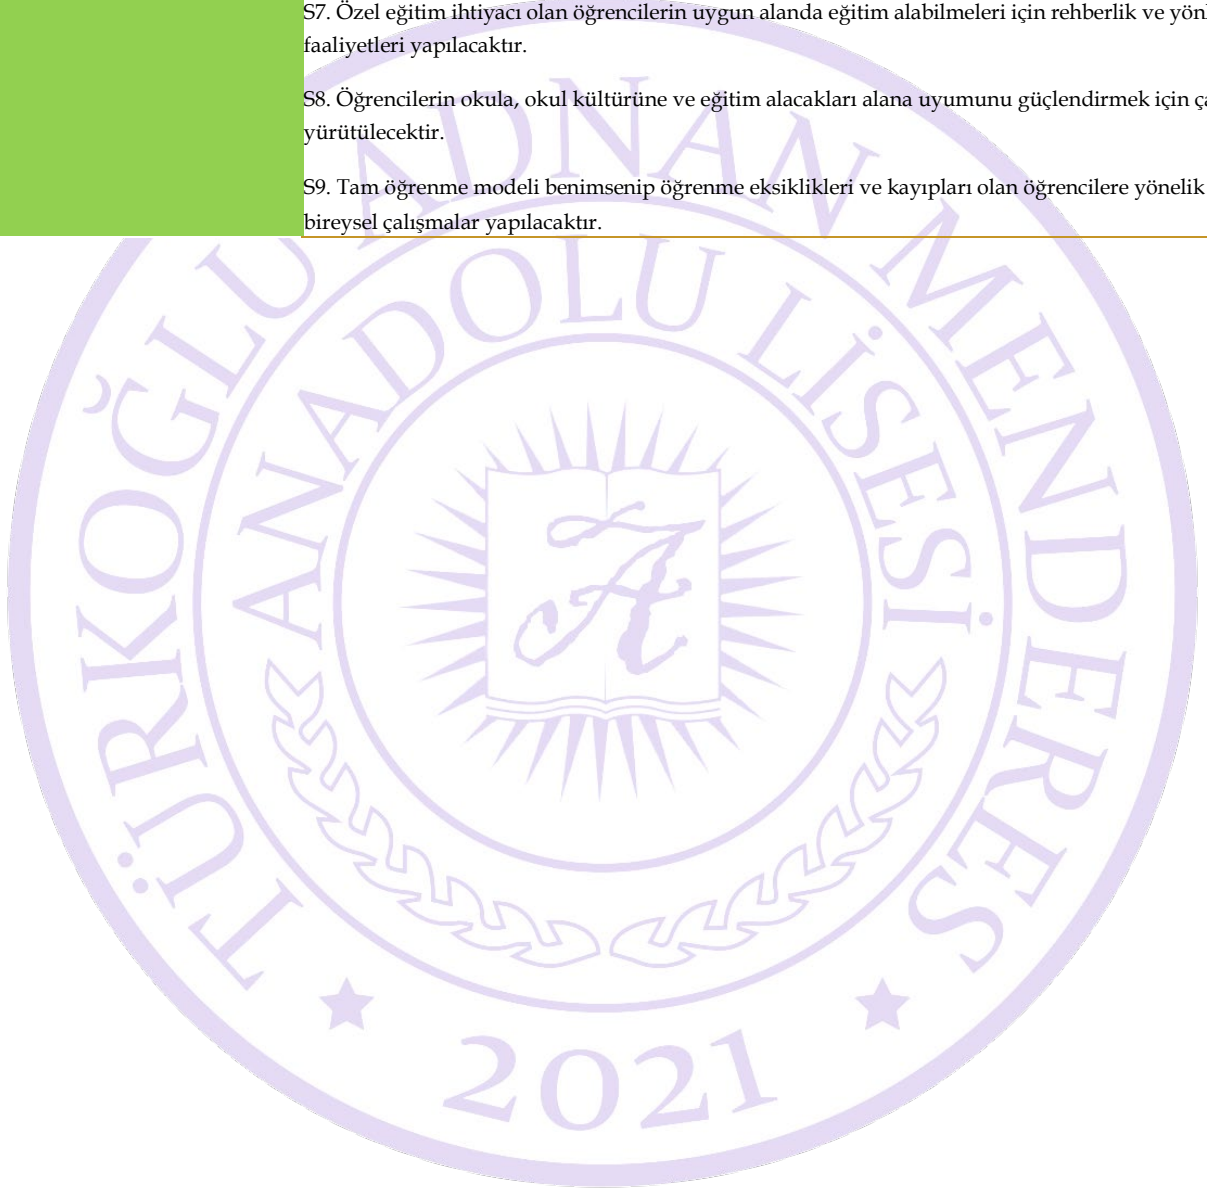 S7. Özel eğitim ihtiyacı olan öğrencilerin uygun alanda eğitim alabilmeleri için rehberlik ve
faaliyetleri yapılacaktır.
S8. Öğrencilerin okula, okul kültürüne ve eğitim alacakları alana uyumunu güçlendirmek için
yürütülecektir.
S9. Tam öğrenme modeli benimsenip öğrenme eksiklikleri ve kayıpları olan öğrencilere yönelik
bireysel çalışmalar yapılacaktır.
TÜRKOĞLU ADNAN MENDERES
ANADOLU LİSESİ
A
2021